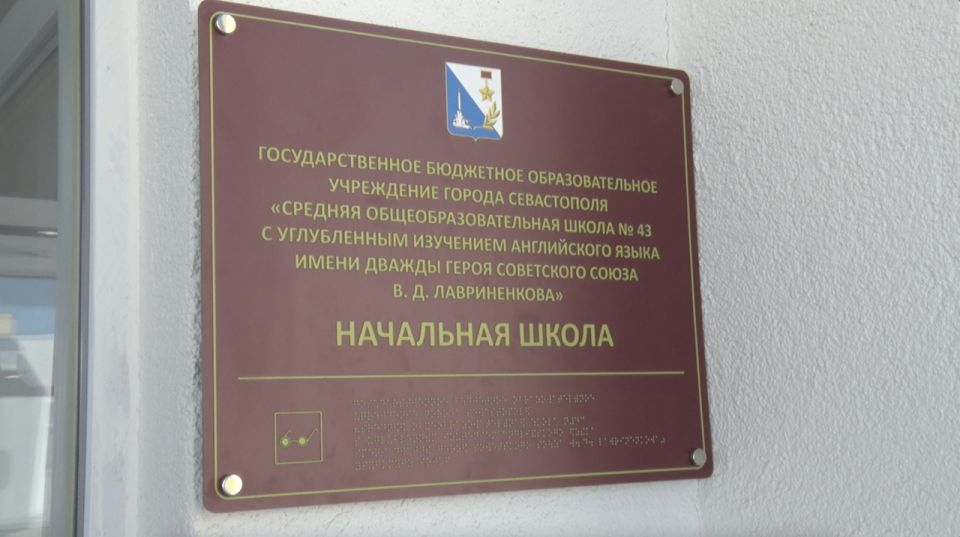 ГОСУДАРСТВЕННОЕ БЮДЖЕТНОЕ ОБРАЗОВАТЕЛЬНОЕ
УЧРЕЖДЕНИЕ ГОРОДА СЕВАСТОПОЛЯ
«СРЕДНЯЯ ОБЩЕОБРАЗОВАТЕЛЬНАЯ ШКОЛА № 43
С УГЛУБЛЕННЫМ ИЗУЧЕНИЕМ АНГЛИЙСКОГО ЯЗЫКА
ИМЕНИ ДВАЖДЫ ГЕРОЯ СОВЕТСКОГО СОЮЗА
В. Д. ЛАВРИНЕНКОВА»
НАЧАЛЬНАЯ ШКОЛА